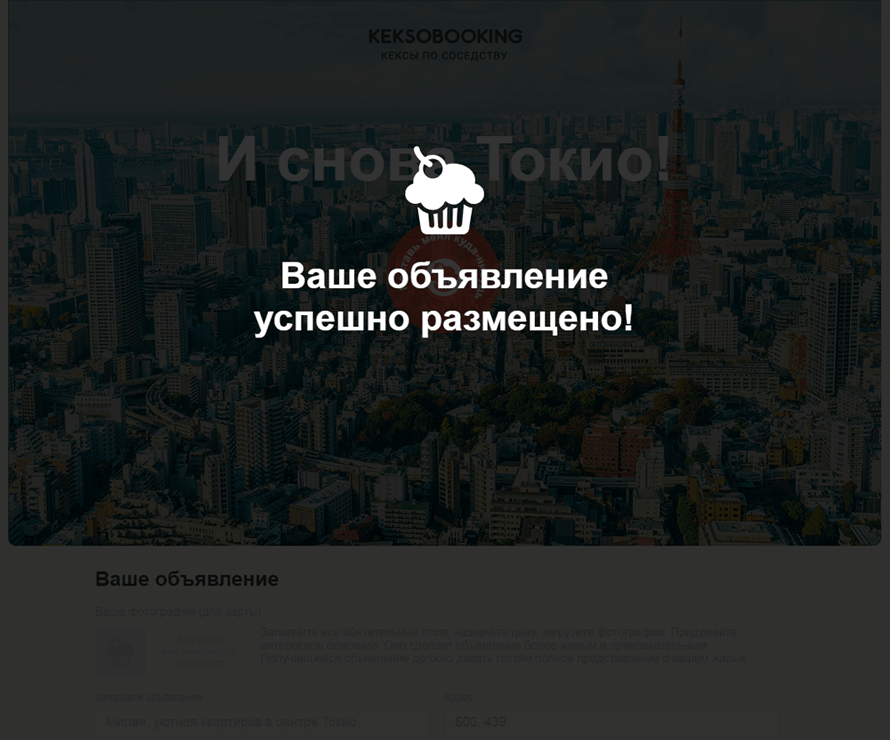 KEKSOBOOKING
КЕКСЫ ПО СОСЕДСТВУ
И снова Токио!
Ваше объявление
успешно размещено!
Ваше объявление
Ваша фотография (для карты)
Заполните все обязательные поля, назначьте цену, загрузите фотографии. Придумайте
интересное описание. Оно сделает объявление более живым и привлекательным.
Получившееся объявление должно давать гостям полное представление о вашем жилье.
Заголовок объявления
Адрес
Милая, уютная квартирка в центре Токио
600, 439